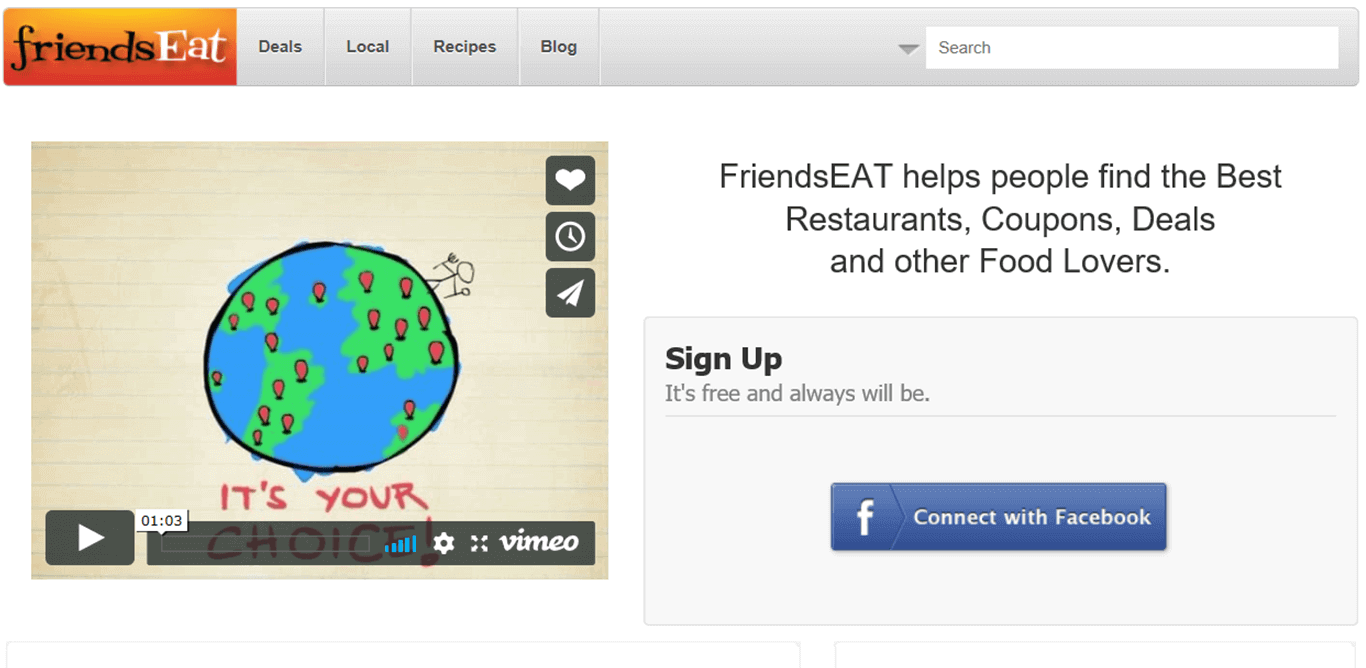 friendsEat
Deals
Local
Recipes
Blog
Search
FriendsEAT helps people find the Best
Restaurants, Coupons, Deals
and other Food Lovers.
IT'S YOUR
CHOICE!
01:03
vimeo
Sign Up
It's free and always will be.
f
Connect with Facebook